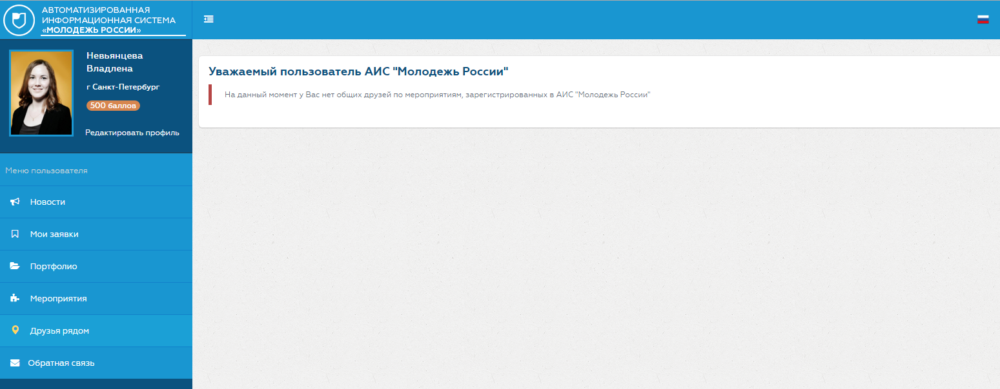 АВТОМАТИЗИРОВАННАЯ
ИНФОРМАЦИОННАЯ СИСТЕМА
«МОЛОДЕЖЬ РОССИИ»
Невьянцева
Владлена
г Санкт-Петербург
500 баллов
Редактировать профиль
Меню пользователя
Новости
Мои заявки
Портфолио
Мероприятия
Друзья рядом
Обратная связь
Уважаемый пользователь АИС "Молодежь России"
На данный момент у Вас нет общих друзей по мероприятиям, зарегистрированных в АИС "Молодежь России"